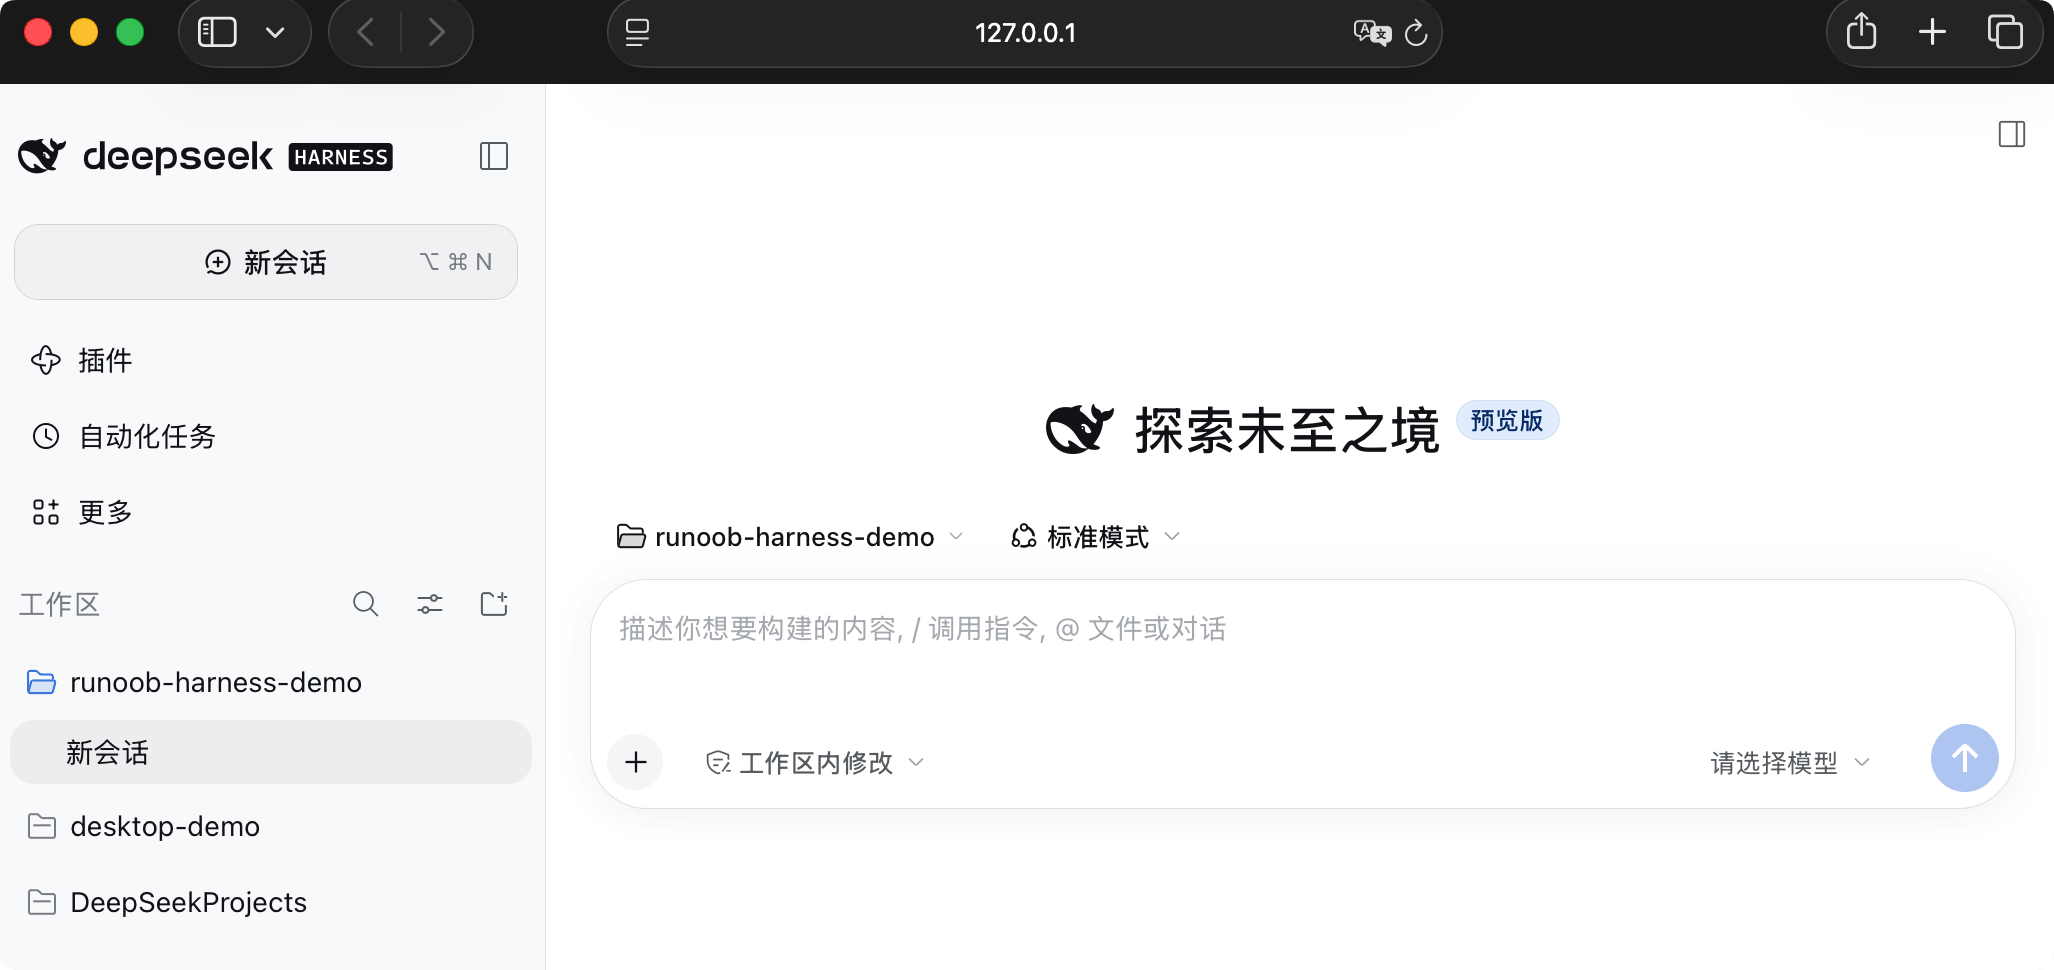 127.0.0.1
deepseek HARNESS
新会话 ⌥ ⌘ N
插件
自动化任务
更多
工作区
runoob-harness-demo
新会话
desktop-demo
DeepSeekProjects
探索未至之境 预览版
runoob-harness-demo 标准模式
描述你想要构建的内容, / 调用指令, @ 文件或对话
工作区内修改 请选择模型